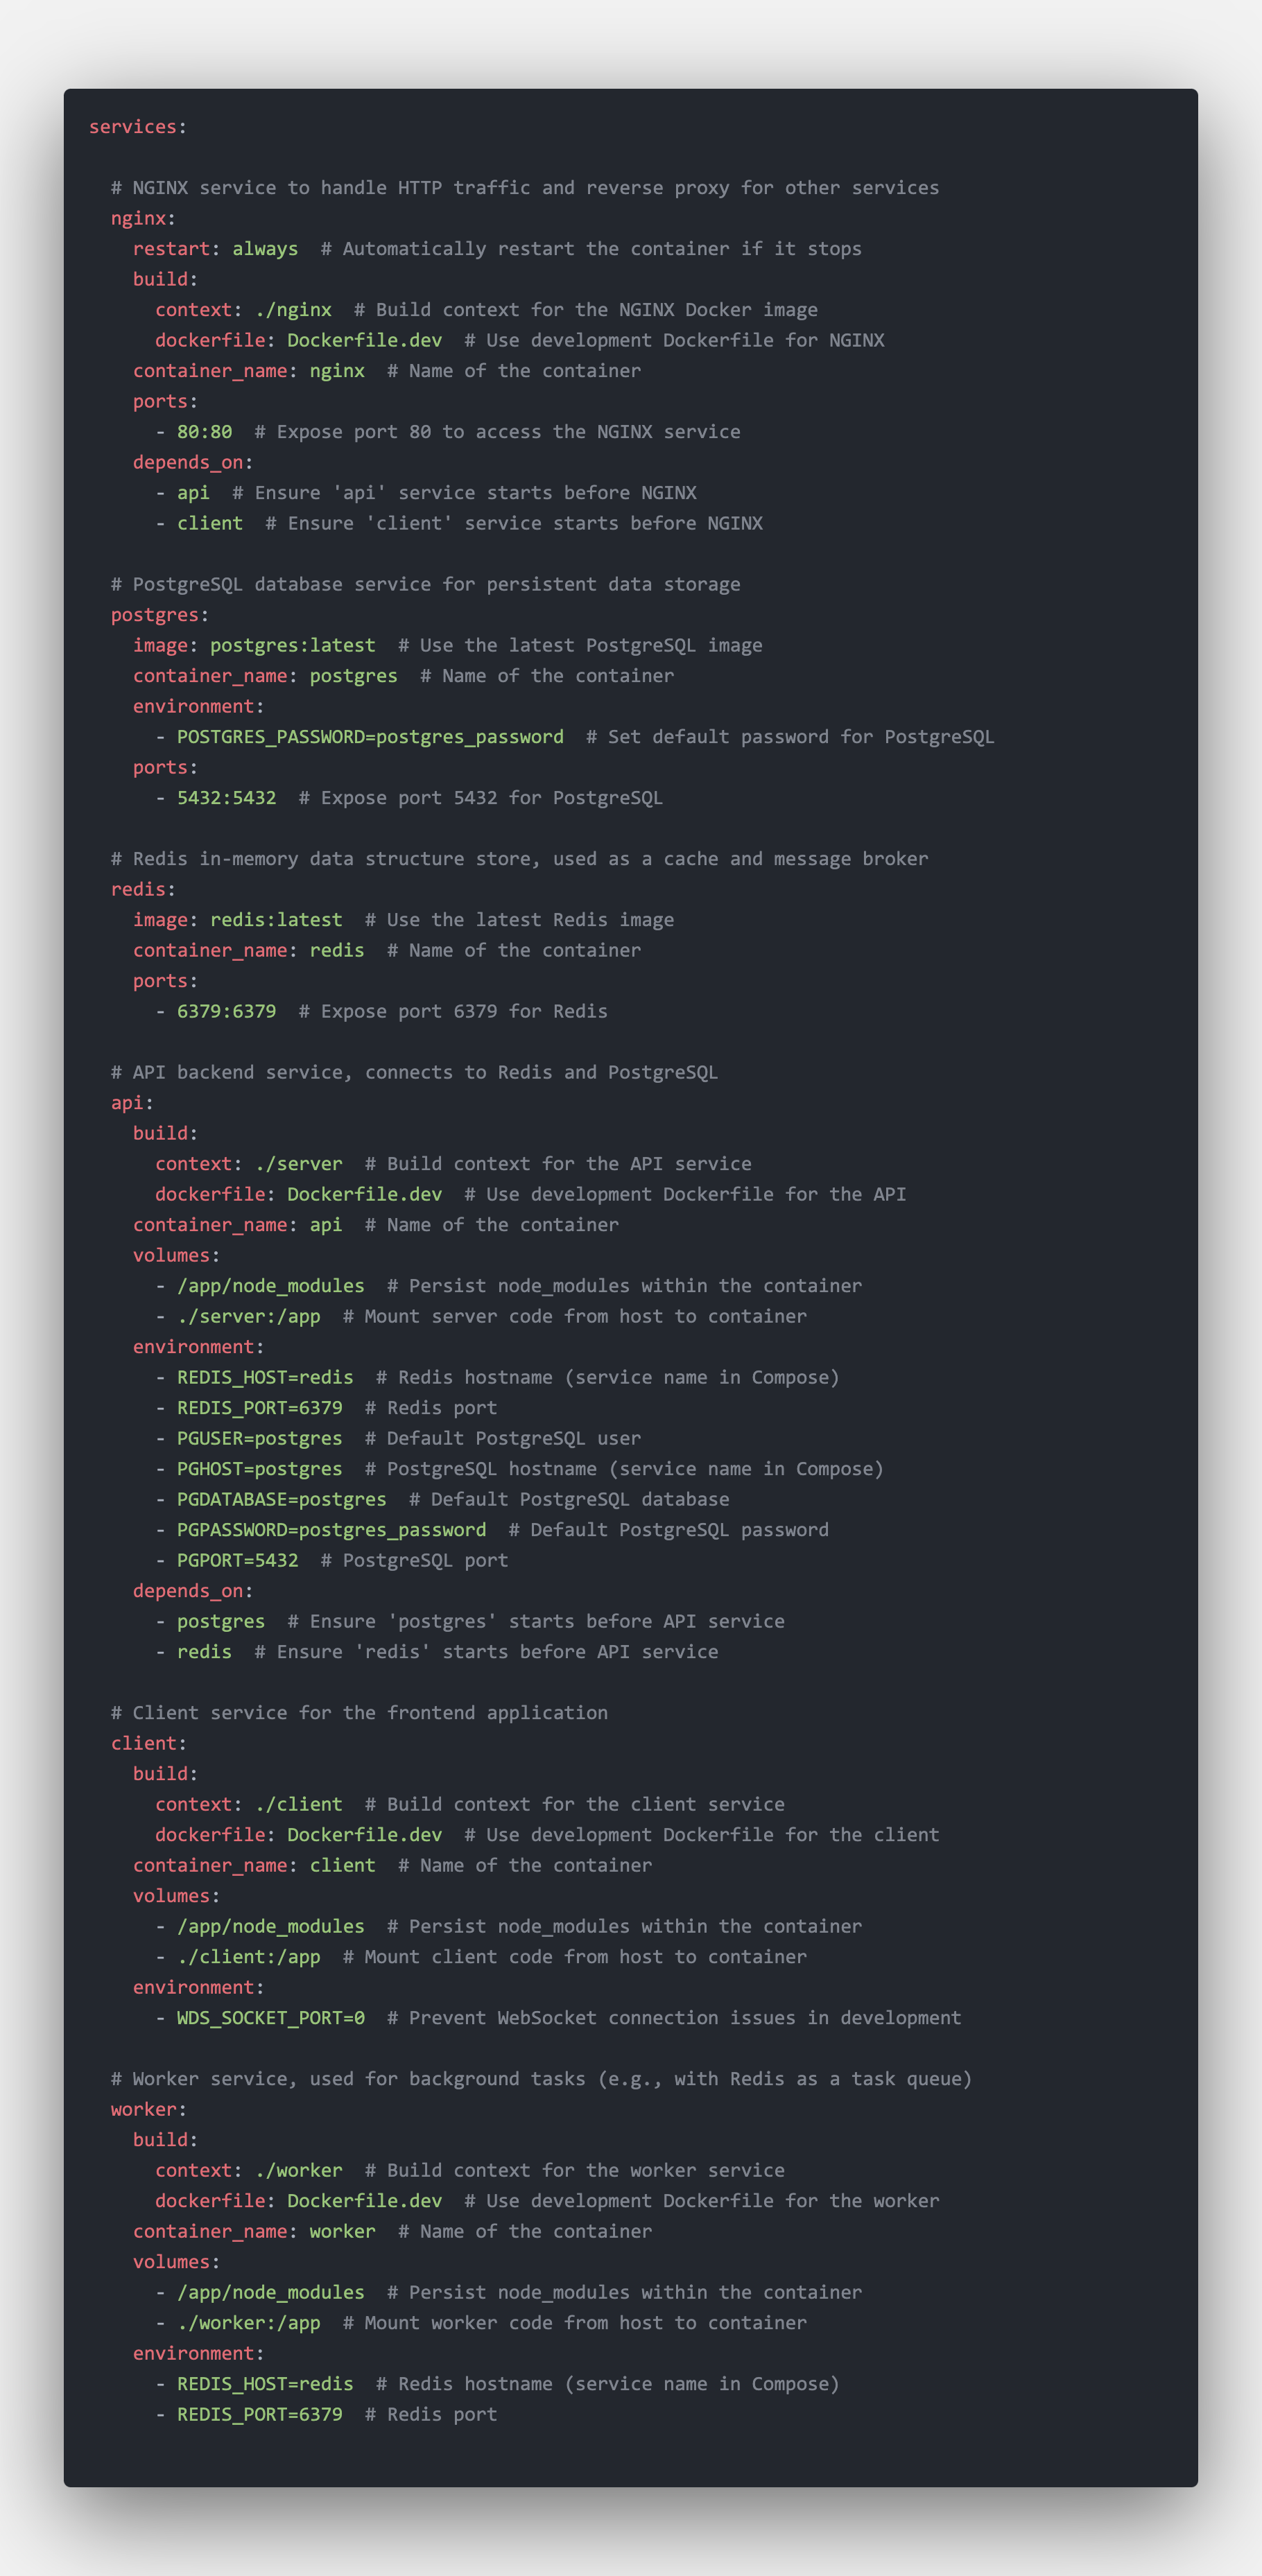 services:

  # NGINX service to handle HTTP traffic and reverse proxy for other services
  nginx:
    restart: always  # Automatically restart the container if it stops
    build:
      context: ./nginx  # Build context for the NGINX Docker image
      dockerfile: Dockerfile.dev  # Use development Dockerfile for NGINX
    container_name: nginx  # Name of the container
    ports:
      - 80:80  # Expose port 80 to access the NGINX service
    depends_on:
      - api  # Ensure 'api' service starts before NGINX
      - client  # Ensure 'client' service starts before NGINX

  # PostgreSQL database service for persistent data storage
  postgres:
    image: postgres:latest  # Use the latest PostgreSQL image
    container_name: postgres  # Name of the container
    environment:
      - POSTGRES_PASSWORD=postgres_password  # Set default password for PostgreSQL
    ports:
      - 5432:5432  # Expose port 5432 for PostgreSQL

  # Redis in-memory data structure store, used as a cache and message broker
  redis:
    image: redis:latest  # Use the latest Redis image
    container_name: redis  # Name of the container
    ports:
      - 6379:6379  # Expose port 6379 for Redis

  # API backend service, connects to Redis and PostgreSQL
  api:
    build:
      context: ./server  # Build context for the API service
      dockerfile: Dockerfile.dev  # Use development Dockerfile for the API
    container_name: api  # Name of the container
    volumes:
      - /app/node_modules  # Persist node_modules within the container
      - ./server:/app  # Mount server code from host to container
    environment:
      - REDIS_HOST=redis  # Redis hostname (service name in Compose)
      - REDIS_PORT=6379  # Redis port
      - PGUSER=postgres  # Default PostgreSQL user
      - PGHOST=postgres  # PostgreSQL hostname (service name in Compose)
      - PGDATABASE=postgres  # Default PostgreSQL database
      - PGPASSWORD=postgres_password  # Default PostgreSQL password
      - PGPORT=5432  # PostgreSQL port
    depends_on:
      - postgres  # Ensure 'postgres' starts before API service
      - redis  # Ensure 'redis' starts before API service

  # Client service for the frontend application
  client:
    build:
      context: ./client  # Build context for the client service
      dockerfile: Dockerfile.dev  # Use development Dockerfile for the client
    container_name: client  # Name of the container
    volumes:
      - /app/node_modules  # Persist node_modules within the container
      - ./client:/app  # Mount client code from host to container
    environment:
      - WDS_SOCKET_PORT=0  # Prevent WebSocket connection issues in development

  # Worker service, used for background tasks (e.g., with Redis as a task queue)
  worker:
    build:
      context: ./worker  # Build context for the worker service
      dockerfile: Dockerfile.dev  # Use development Dockerfile for the worker
    container_name: worker  # Name of the container
    volumes:
      - /app/node_modules  # Persist node_modules within the container
      - ./worker:/app  # Mount worker code from host to container
    environment:
      - REDIS_HOST=redis  # Redis hostname (service name in Compose)
      - REDIS_PORT=6379  # Redis port